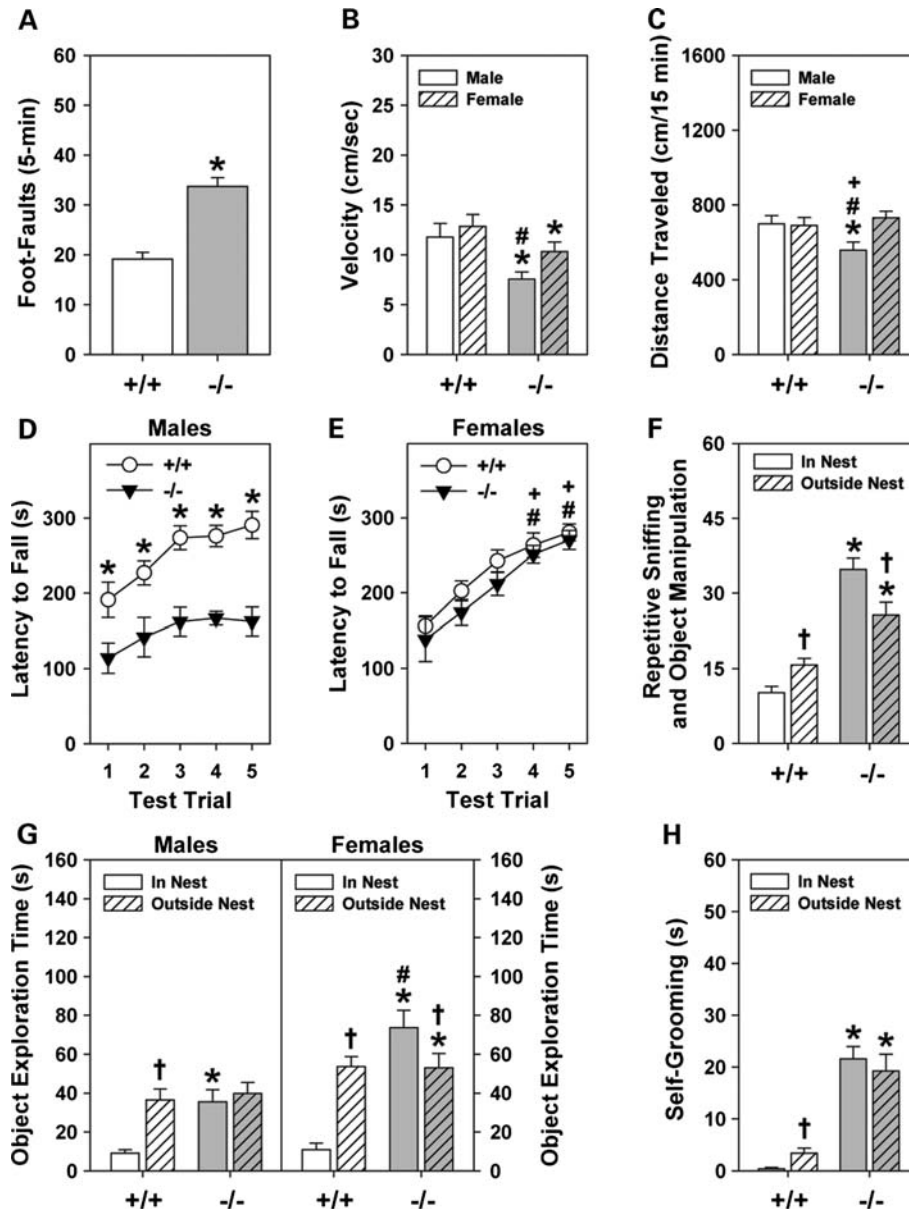 A
Foot-Faults (5-min)
60
50
40
30
20
10
0
*
+/+
-/-
B
Velocity (cm/sec)
30
25
20
15
10
5
0
Male
Female
#
*
*
+/+
-/-
C
Distance Traveled (cm/15 min)
1600
1200
800
400
0
Male
Female
+
#
*
+/+
-/-
D
Males
Latency to Fall (s)
300
200
100
0
+/+
-/-
*
*
*
*
*
1 2 3 4 5
Test Trial
E
Females
Latency to Fall (s)
300
200
100
0
+/+
-/-
+
#
+
#
1 2 3 4 5
Test Trial
F
Repetitive Sniffing
and Object Manipulation
60
45
30
15
0
In Nest
Outside Nest
†
*
†
*
+/+
-/-
G
Males
Females
Object Exploration Time (s)
160
140
120
100
80
60
40
20
0
In Nest
Outside Nest
†
*
+/+
-/-
In Nest
Outside Nest
†
#
*
†
*
+/+
-/-
160
140
120
100
80
60
40
20
0
Object Exploration Time (s)
H
Self-Grooming (s)
60
50
40
30
20
10
0
In Nest
Outside Nest
†
*
*
+/+
-/-